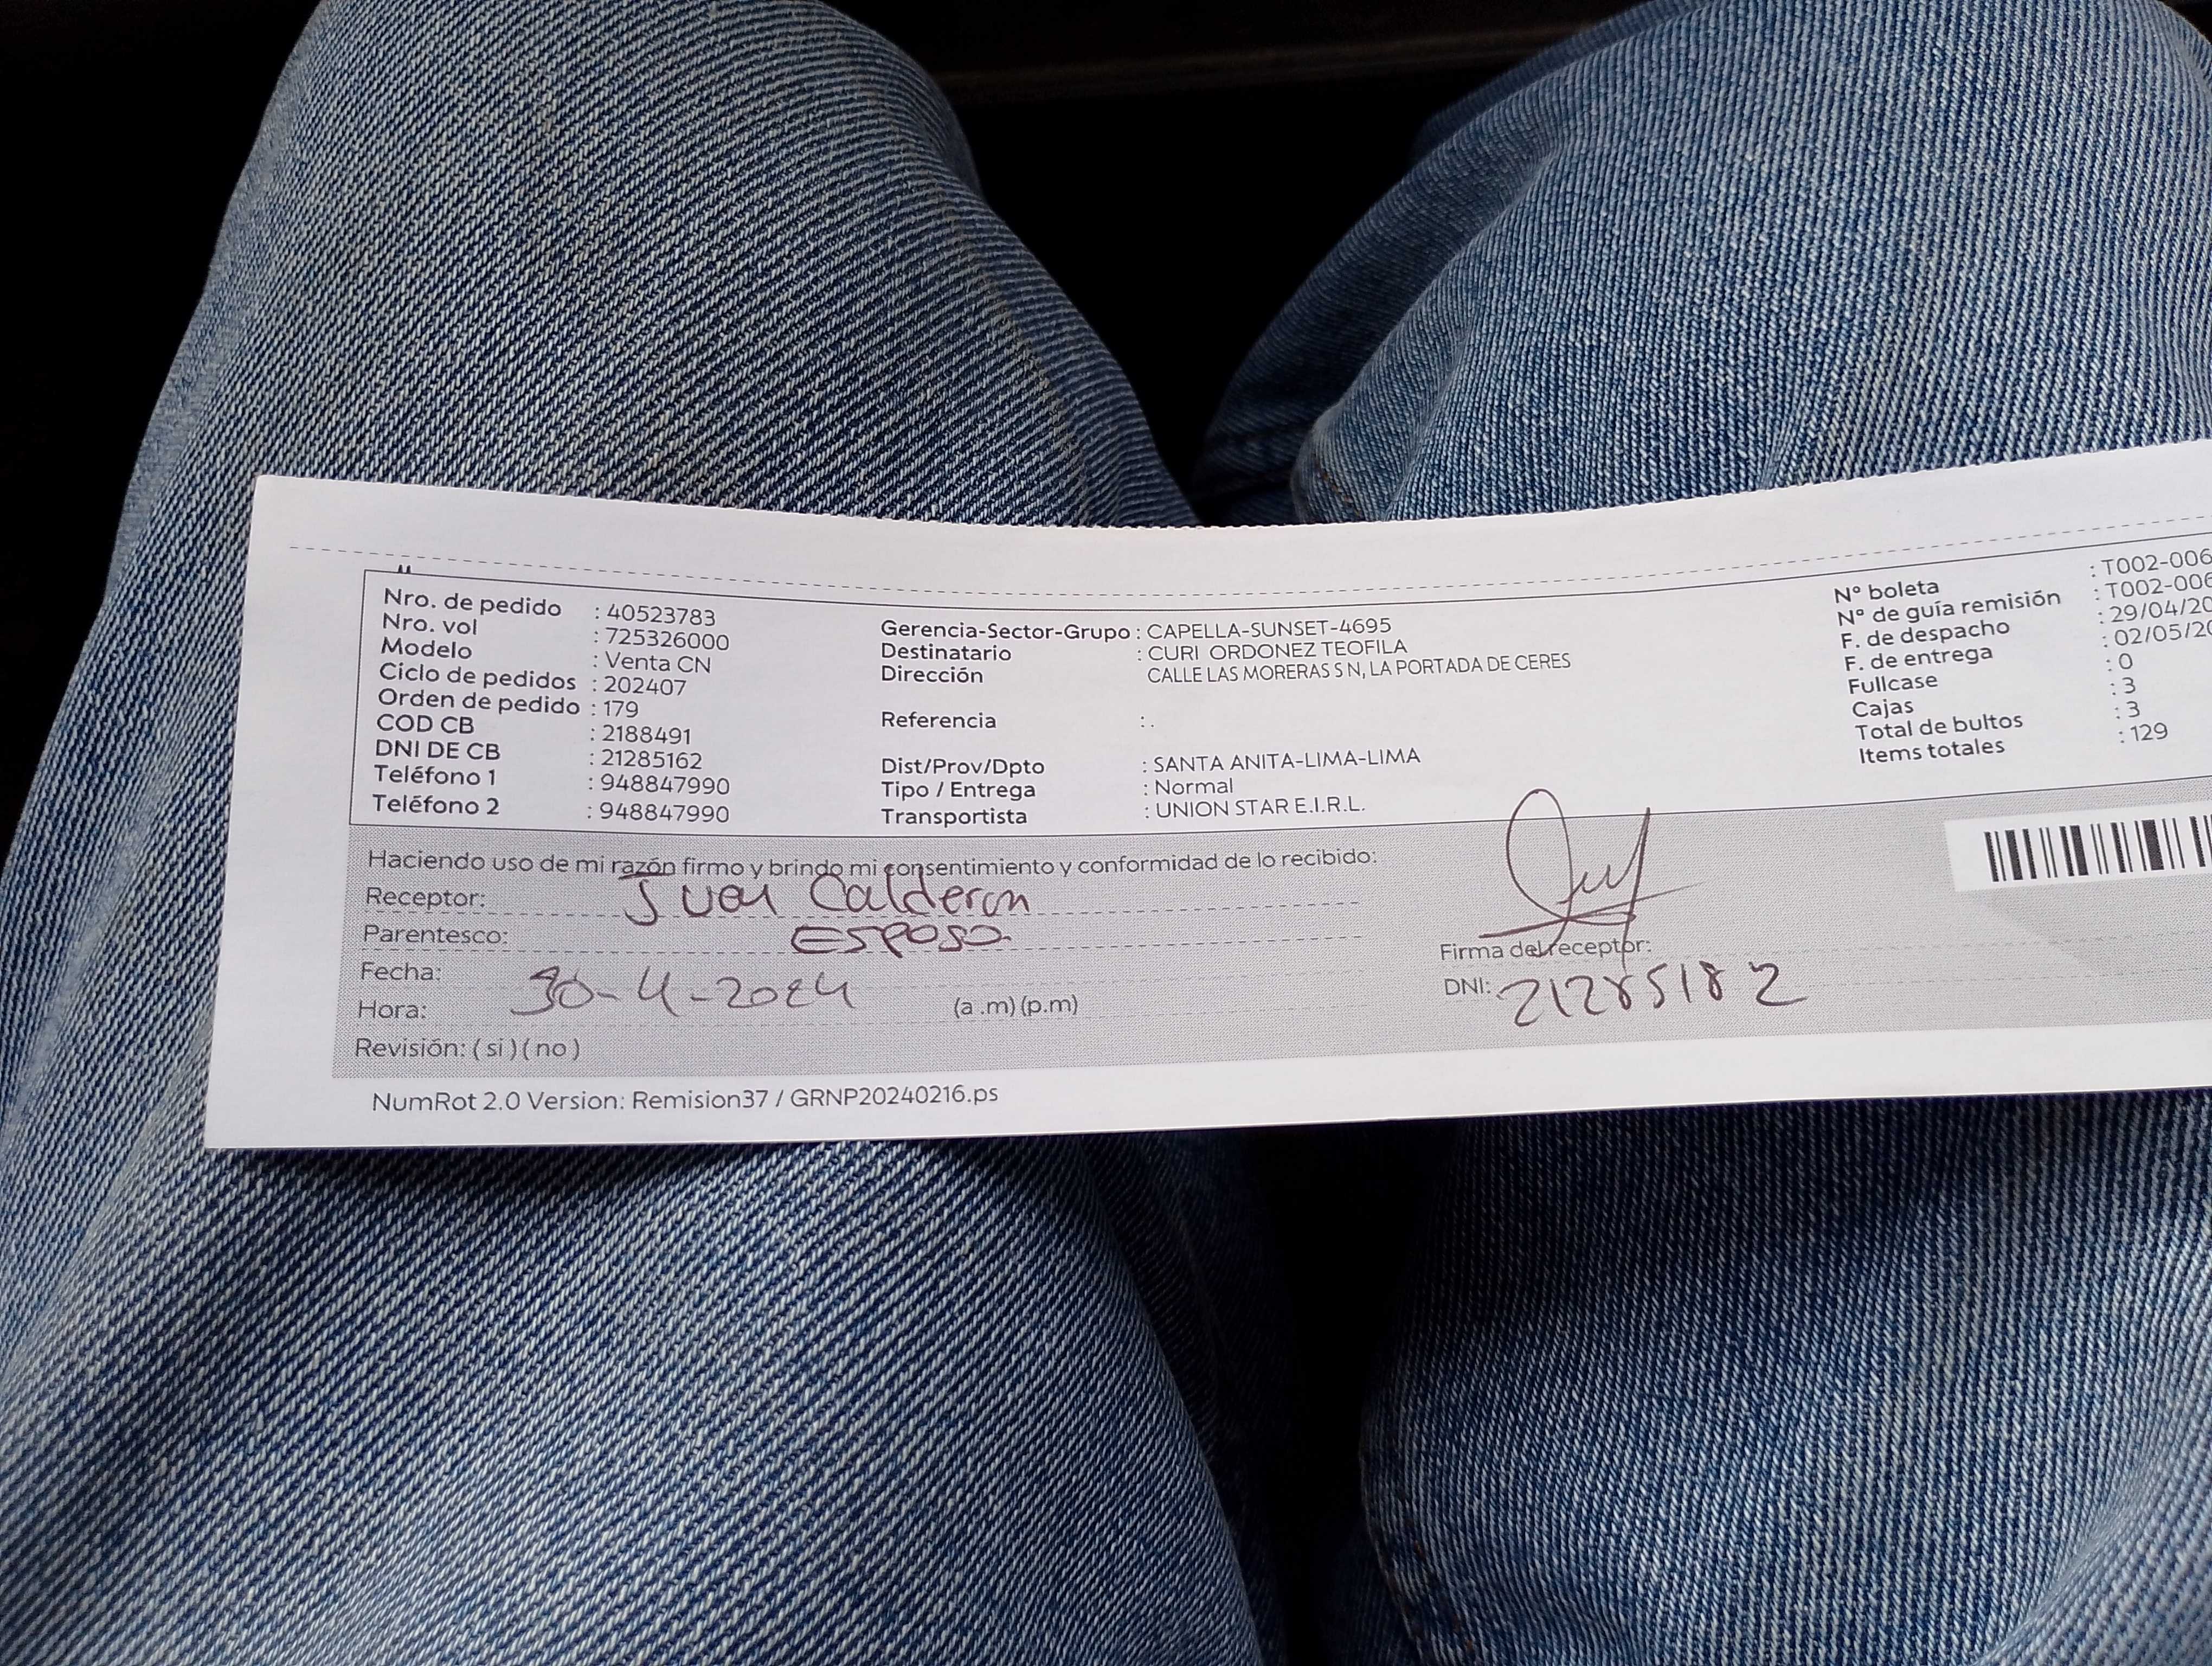 Nro. de pedido : 40523783
Nro. vol : 725326000
Modelo : Venta CN
Ciclo de pedidos : 202407
Orden de pedido : 179
COD CB : 2188491
DNI DE CB : 21285162
Teléfono 1 : 948847990
Teléfono 2 : 948847990
Gerencia-Sector-Grupo : CAPELLA-SUNSET-4695
Destinatario : CURI ORDONEZ TEOFILA
Dirección CALLE LAS MORERAS S N, LA PORTADA DE CERES
Referencia : .
Dist/Prov/Dpto : SANTA ANITA-LIMA-LIMA
Tipo / Entrega : Normal
Transportista : UNION STAR E.I.R.L.
N° boleta : T002-006
N° de guía remisión : T002-006
F. de despacho : 29/04/20
F. de entrega : 02/05/20
Fullcase : 0
Cajas : 3
Total de bultos : 3
Items totales : 129
Haciendo uso de mi razón firmo y brindo mi consentimiento y conformidad de lo recibido:
Receptor: Juan Calderon
Parentesco: ESPOSO
Fecha: 30-4-2024
Hora: (a .m) (p.m)
Revisión: ( si ) ( no )
Firma del receptor:
DNI: 21285182
NumRot 2.0 Version: Remision37 / GRNP20240216.ps